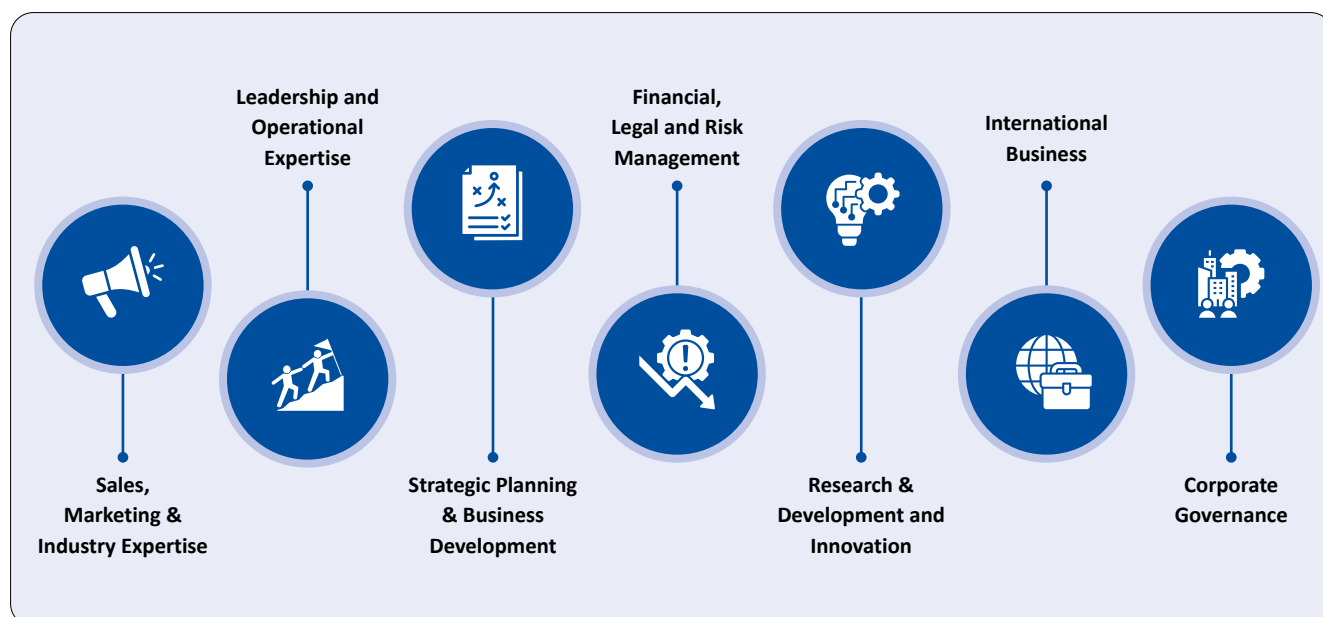 Sales,
Marketing &
Industry Expertise
Leadership and
Operational
Expertise
Strategic Planning
& Business
Development
Financial,
Legal and Risk
Management
Research &
Development and
Innovation
International
Business
Corporate
Governance